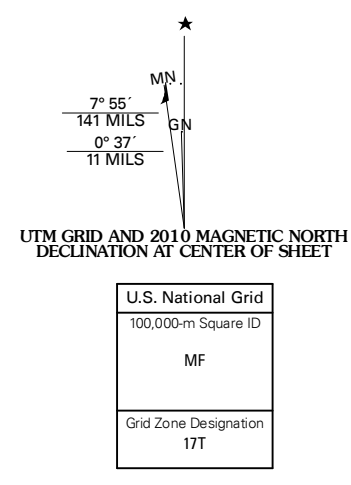 M.N.
7° 55´
141 MILS
GN
0° 37´
11 MILS
UTM GRID AND 2010 MAGNETIC NORTH
DECLINATION AT CENTER OF SHEET
U.S. National Grid
100,000-m Square ID
MF
Grid Zone Designation
17T